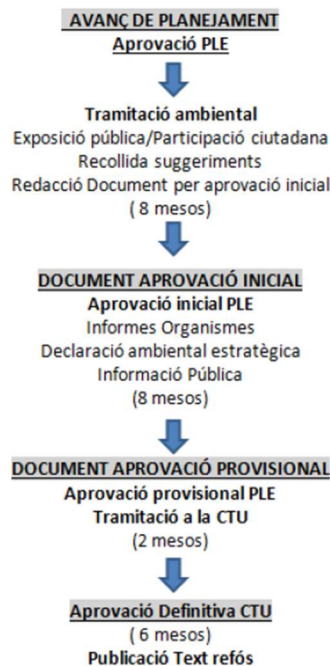 AVANÇ DE PLANEJAMENT
Aprovació PLE
Tramitació ambiental
Exposició pública/Participació ciutadana
Recollida suggeriments
Redacció Document per aprovació inicial
( 8 mesos)
DOCUMENT APROVACIÓ INICIAL
Aprovació inicial PLE
Informes Organismes
Declaració ambiental estratègica
Informació Pública
(8 mesos)
DOCUMENT APROVACIÓ PROVISIONAL
Aprovació provisional PLE
Tramitació a la CTU
(2 mesos)
Aprovació Definitiva CTU
( 6 mesos)
Publicació Text refós